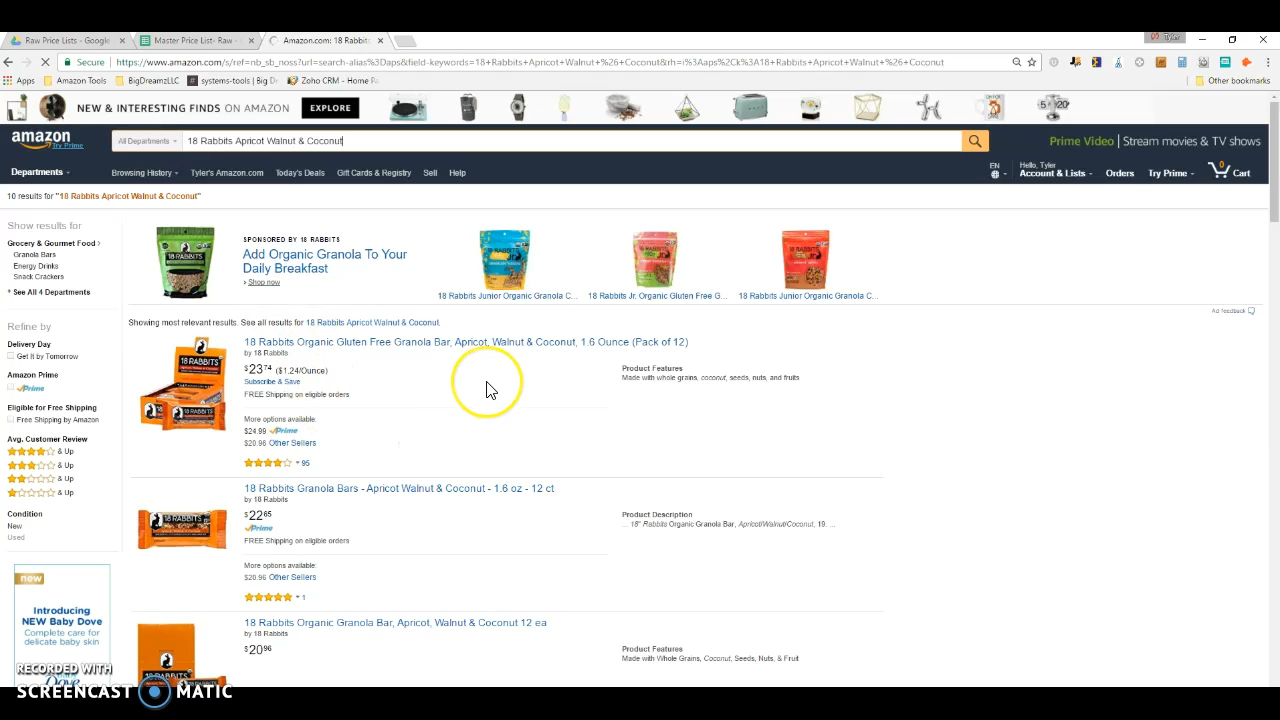 Raw Price Lists - Google
Master Price List- Raw -
Amazon.com: 18 Rabbits
Tyler
Secure
https://www.amazon.com/s/ref=nb_sb_noss?url=search-alias%3Daps&field-keywords=18+Rabbits+Apricot+Walnut+%26+Coconut&rh=i%3Aaps%2Ck%3A18+Rabbits+Apricot+Walnut+%26+Coconut
Apps
Amazon Tools
BigDreamzLLC
systems-tools | Big D
Zoho CRM - Home Pa
Other bookmarks
NEW & INTERESTING FINDS ON AMAZON
EXPLORE
amazon
Try Prime
All Departments
18 Rabbits Apricot Walnut & Coconut
Prime Video | Stream movies & TV shows
Departments
Browsing History
Tyler's Amazon.com
Today's Deals
Gift Cards & Registry
Sell
Help
EN
Hello, Tyler
Account & Lists
Orders
Try Prime
0
Cart
10 results for "18 Rabbits Apricot Walnut & Coconut"
Show results for
Grocery & Gourmet Food ›
Granola Bars
Energy Drinks
Snack Crackers
+ See All 4 Departments
Refine by
Delivery Day
Get It by Tomorrow
Amazon Prime
Prime
Eligible for Free Shipping
Free Shipping by Amazon
Avg. Customer Review
& Up
& Up
& Up
& Up
Condition
New
Used
new
Introducing
NEW Baby Dove
Complete care for
delicate baby skin
Dove
SPONSORED BY 18 RABBITS
Add Organic Granola To Your
Daily Breakfast
› Shop now
18 RABBITS
18 Rabbits Junior Organic Granola C...
18 Rabbits Jr. Organic Gluten Free G...
18 Rabbits Junior Organic Granola C...
Ad feedback
Showing most relevant results. See all results for 18 Rabbits Apricot Walnut & Coconut.
18 Rabbits Organic Gluten Free Granola Bar, Apricot, Walnut & Coconut, 1.6 Ounce (Pack of 12)
by 18 Rabbits
$23 74 ($1.24/Ounce)
Subscribe & Save
FREE Shipping on eligible orders
More options available:
$24.99 Prime
$20.96 Other Sellers
95
Product Features
Made with whole grains, coconut, seeds, nuts, and fruits
18 RABBITS
18 Rabbits Granola Bars - Apricot Walnut & Coconut - 1.6 oz - 12 ct
by 18 Rabbits
$22 65
Prime
FREE Shipping on eligible orders
More options available:
$20.96 Other Sellers
1
Product Description
... 18" Rabbits Organic Granola Bar, Apricot/Walnut/Coconut, 19. ...
18 RABBITS
18 Rabbits Organic Granola Bar, Apricot, Walnut & Coconut 12 ea
by 18 Rabbits
$20 96
Product Features
Made with Whole Grains, Coconut, Seeds, Nuts, & Fruit
RECORDED WITH
SCREENCAST MATIC